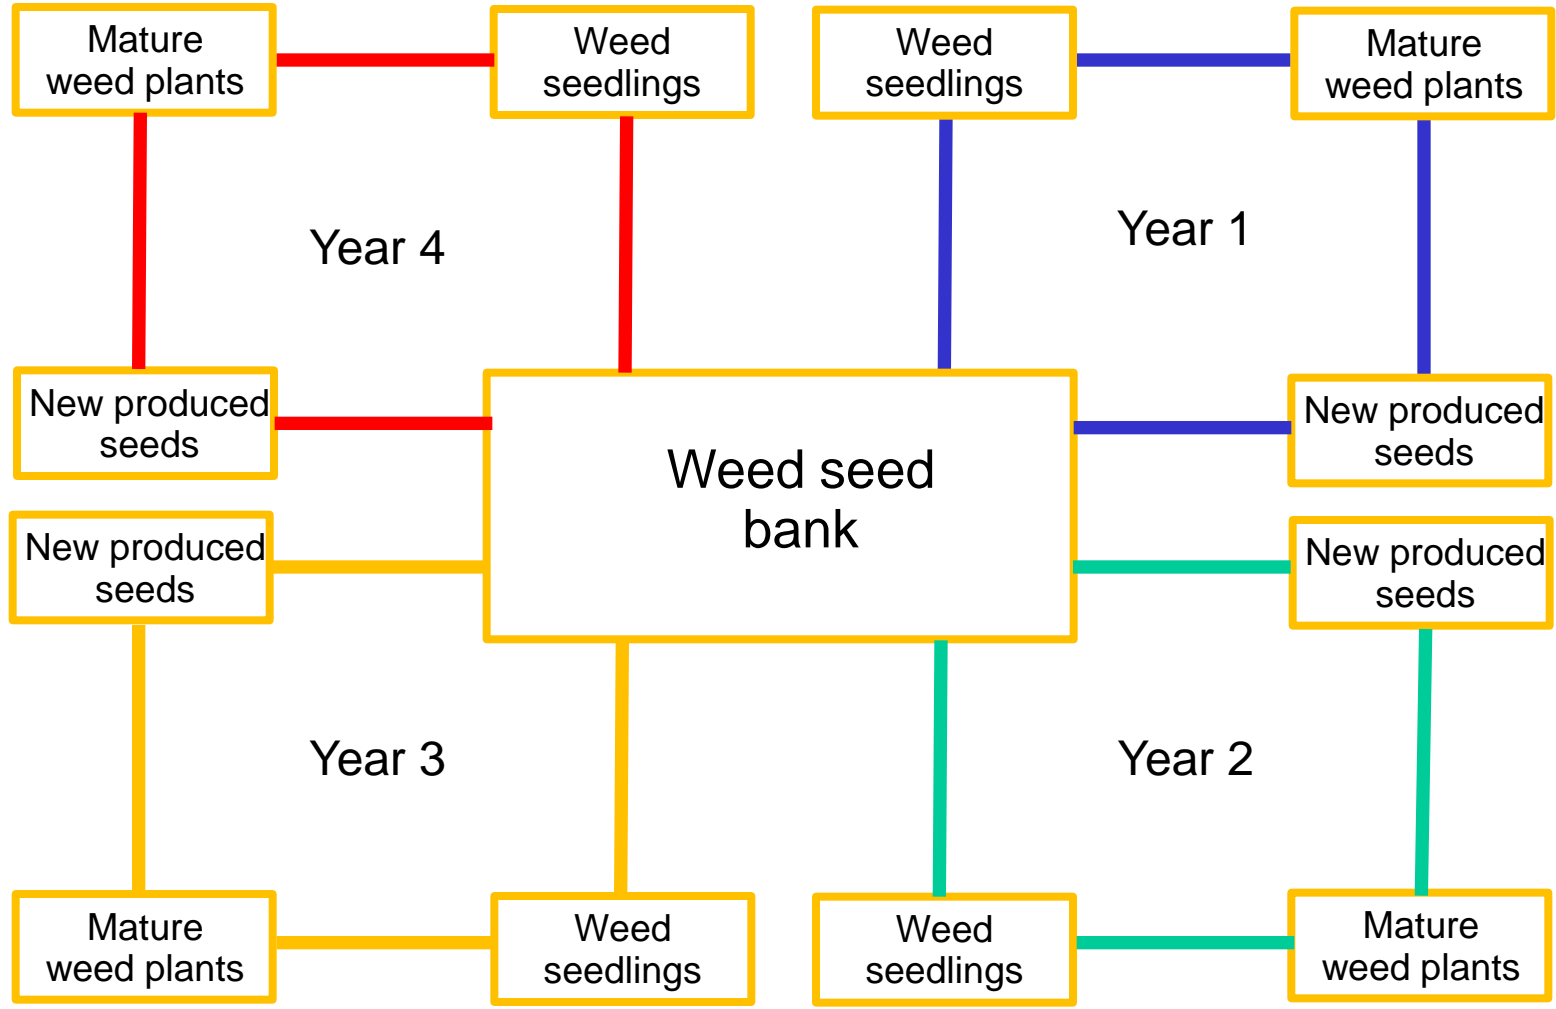 Mature
weed plants
Weed
seedlings
Weed
seedlings
Mature
weed plants
Year 4
Year 1
New produced
seeds
Weed seed
bank
New produced
seeds
New produced
seeds
New produced
seeds
Year 3
Year 2
Mature
weed plants
Weed
seedlings
Weed
seedlings
Mature
weed plants